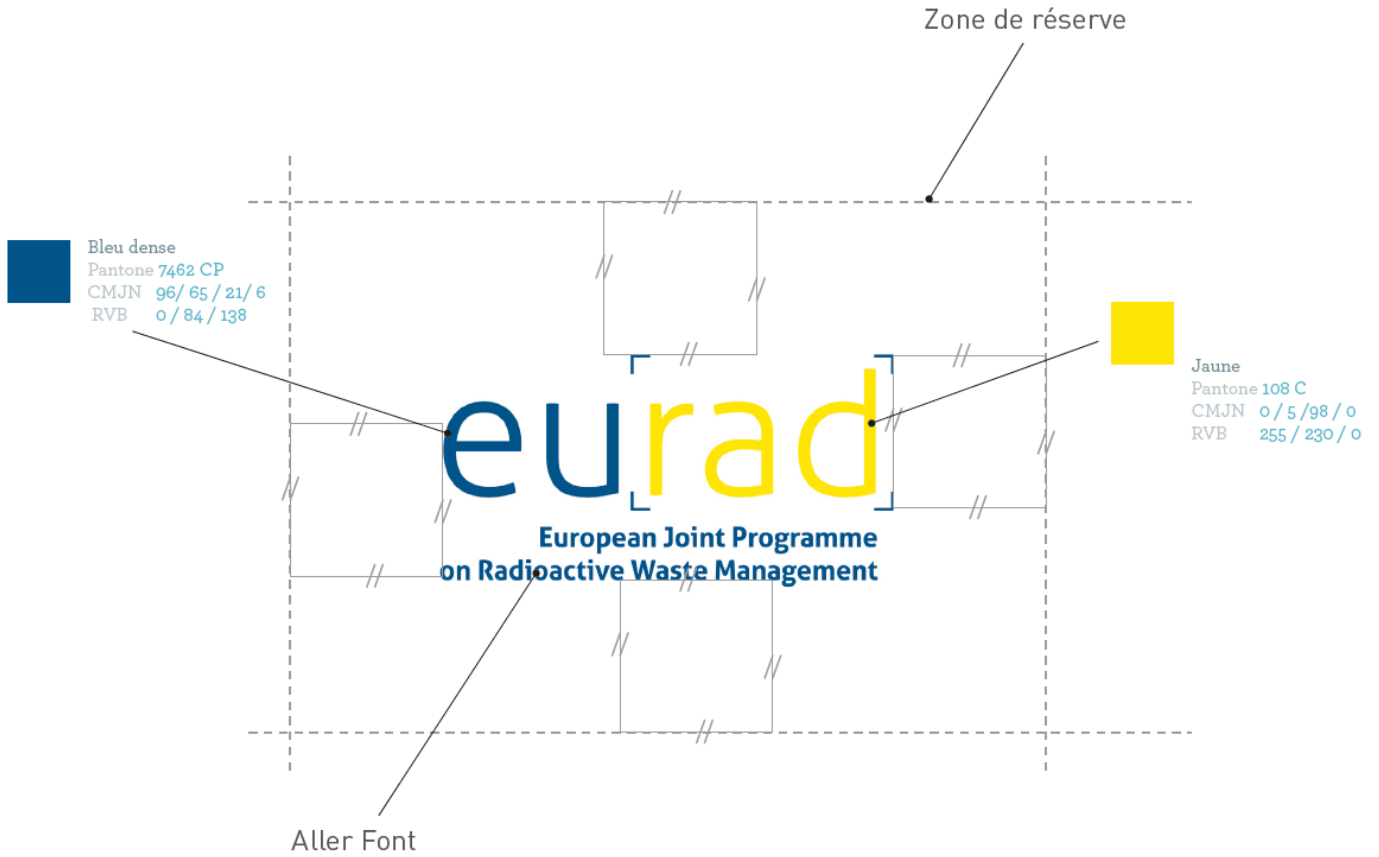 Zone de réserve
Bleu dense
Pantone 7462 CP
CMJN 96/ 65 / 21/ 6
RVB 0 / 84 / 138
Jaune
Pantone 108 C
CMJN 0 / 5 /98 / 0
RVB 255 / 230 / 0
eurad
European Joint Programme
on Radioactive Waste Management
Aller Font